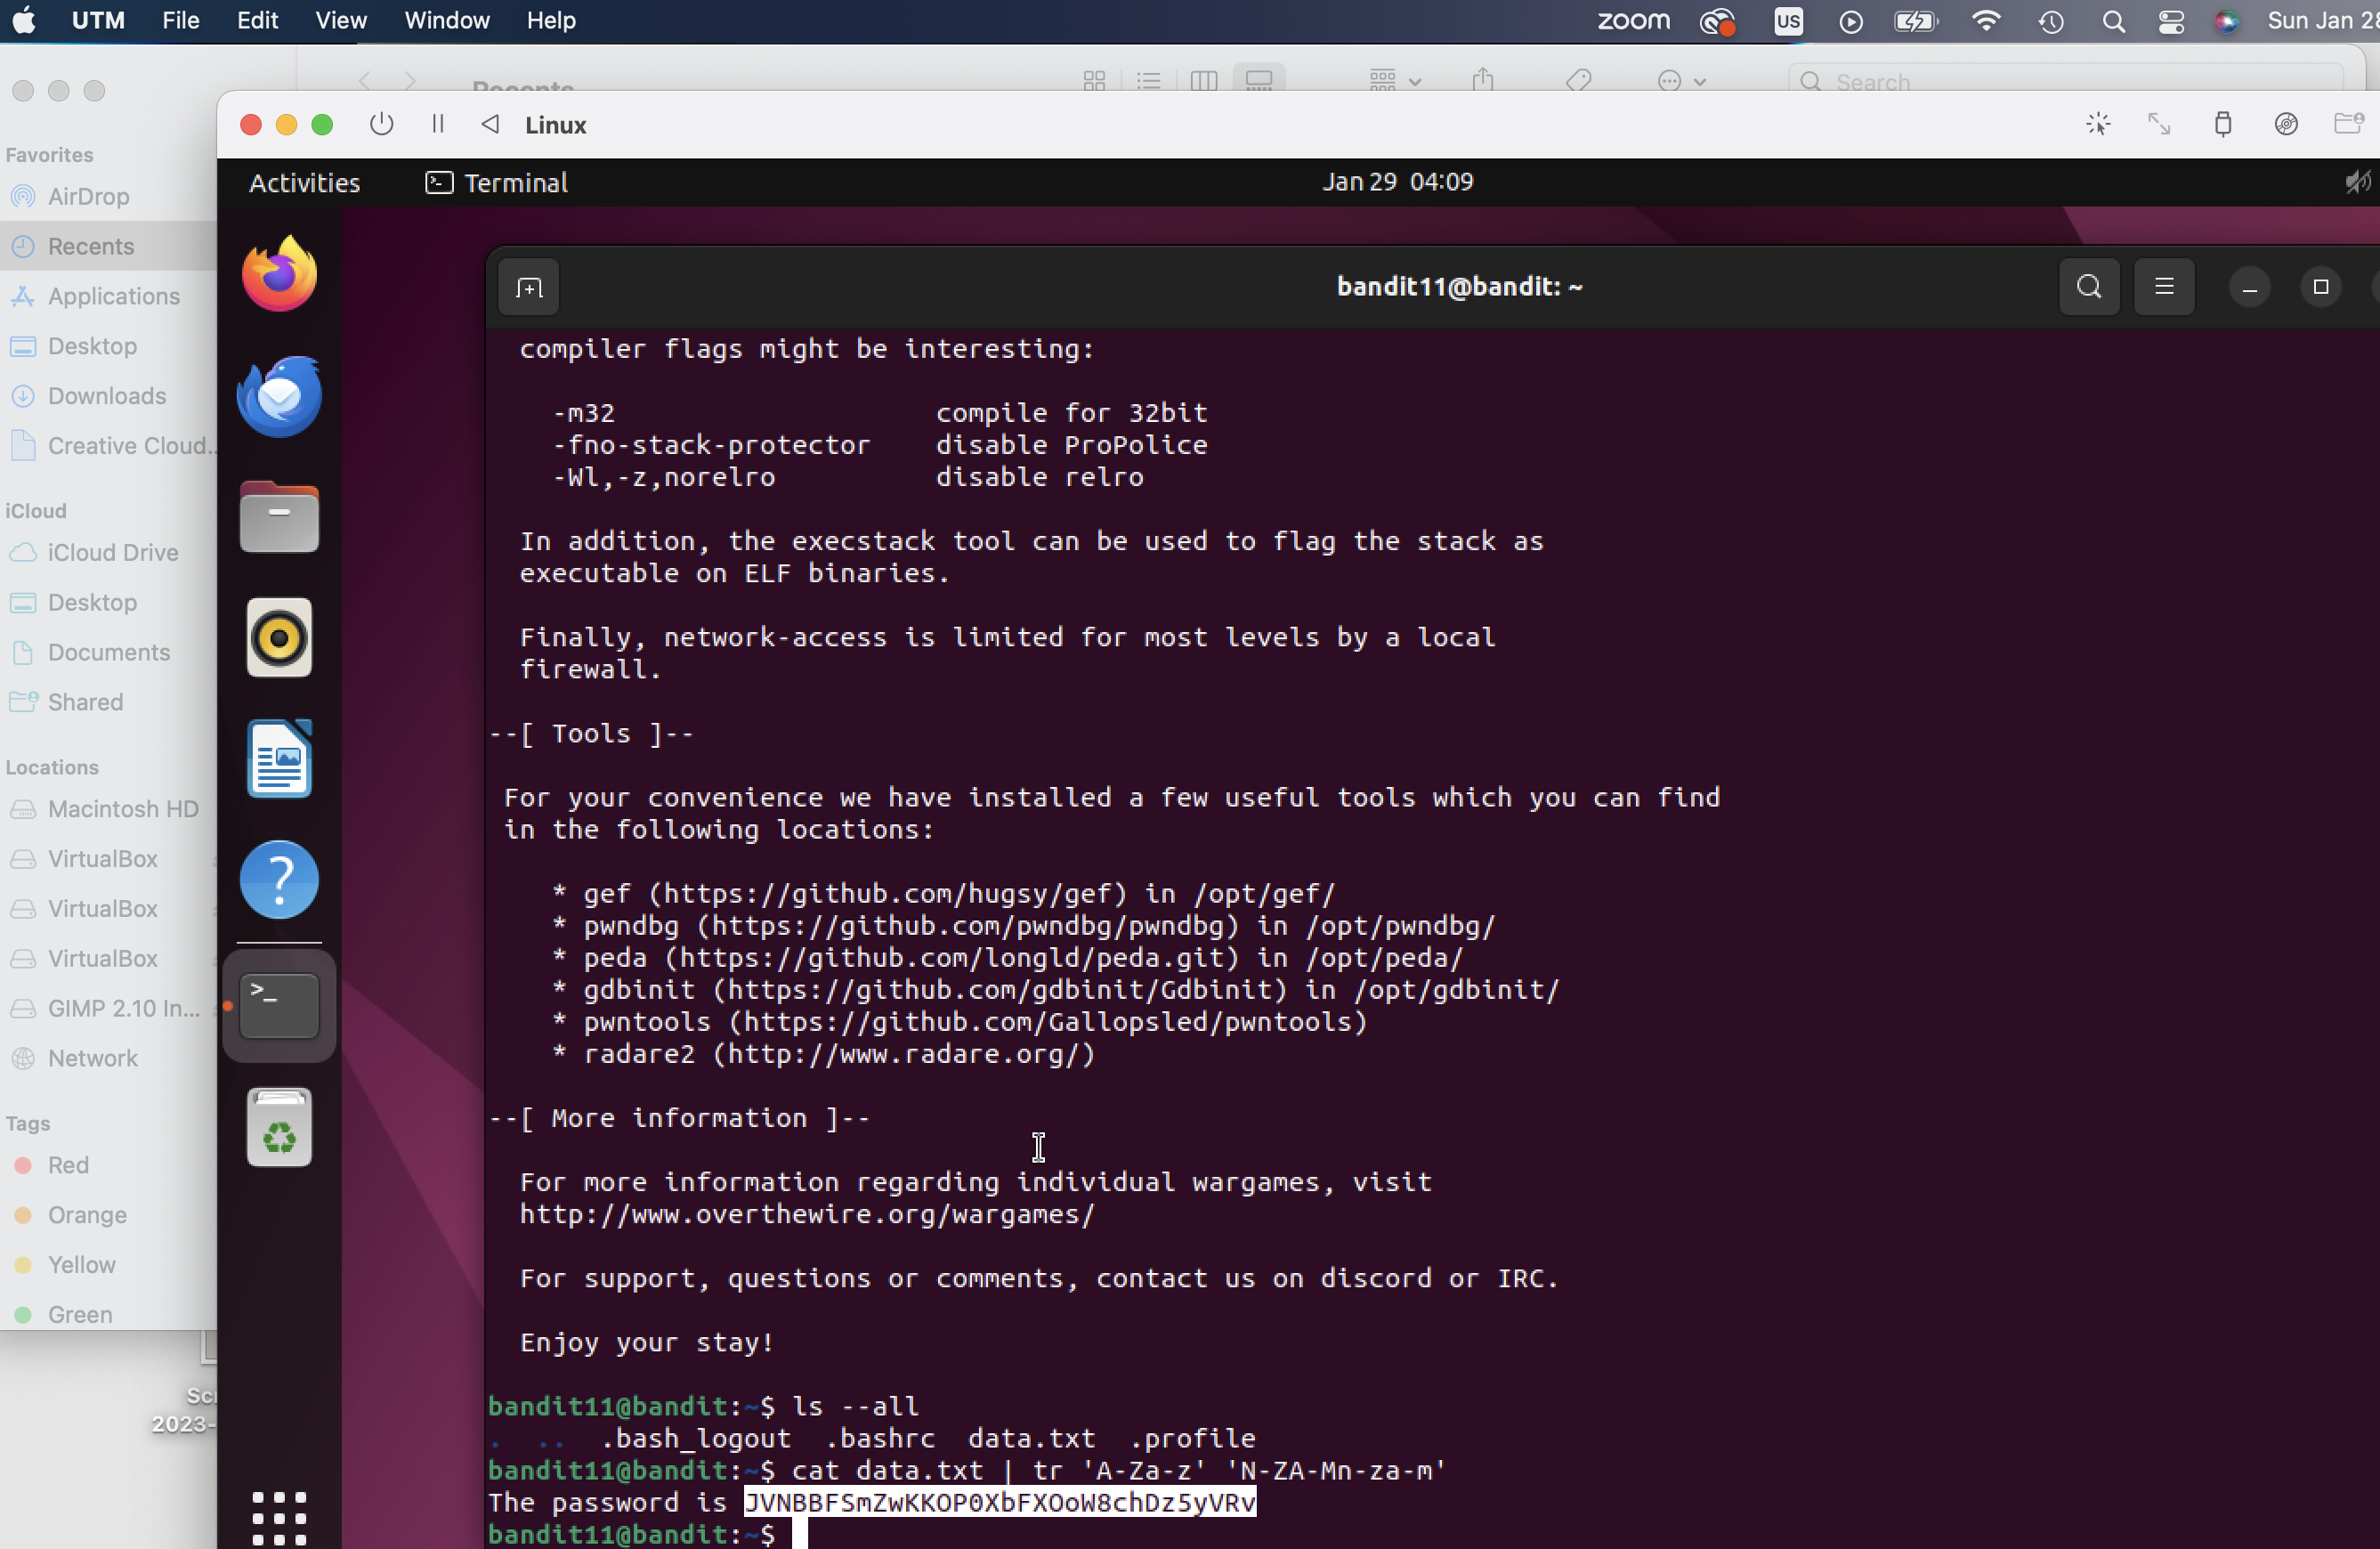 UTM File Edit View Window Help zoom US Sun Jan 28
Search
Linux
Favorites
AirDrop
Recents
Applications
Desktop
Downloads
Creative Cloud...
iCloud
iCloud Drive
Desktop
Documents
Shared
Locations
Macintosh HD
VirtualBox
VirtualBox
VirtualBox
GIMP 2.10 In...
Network
Tags
Red
Orange
Yellow
Green
2023-
Activities Terminal Jan 29 04:09
bandit11@bandit: ~
compiler flags might be interesting:
-m32 compile for 32bit
-fno-stack-protector disable ProPolice
-Wl,-z,norelro disable relro
In addition, the execstack tool can be used to flag the stack as
executable on ELF binaries.
Finally, network-access is limited for most levels by a local
firewall.
--[ Tools ]--
For your convenience we have installed a few useful tools which you can find
in the following locations:
* gef (https://github.com/hugsy/gef) in /opt/gef/
* pwndbg (https://github.com/pwndbg/pwndbg) in /opt/pwndbg/
* peda (https://github.com/longld/peda.git) in /opt/peda/
* gdbinit (https://github.com/gdbinit/Gdbinit) in /opt/gdbinit/
* pwntools (https://github.com/Gallopsled/pwntools)
* radare2 (http://www.radare.org/)
--[ More information ]--
For more information regarding individual wargames, visit
http://www.overthewire.org/wargames/
For support, questions or comments, contact us on discord or IRC.
Enjoy your stay!
bandit11@bandit:~$ ls --all
. .. .bash_logout .bashrc data.txt .profile
bandit11@bandit:~$ cat data.txt | tr 'A-Za-z' 'N-ZA-Mn-za-m'
The password is JVNBBFSmZwKKOP0XbFXOoW8chDz5yVRv
bandit11@bandit:~$